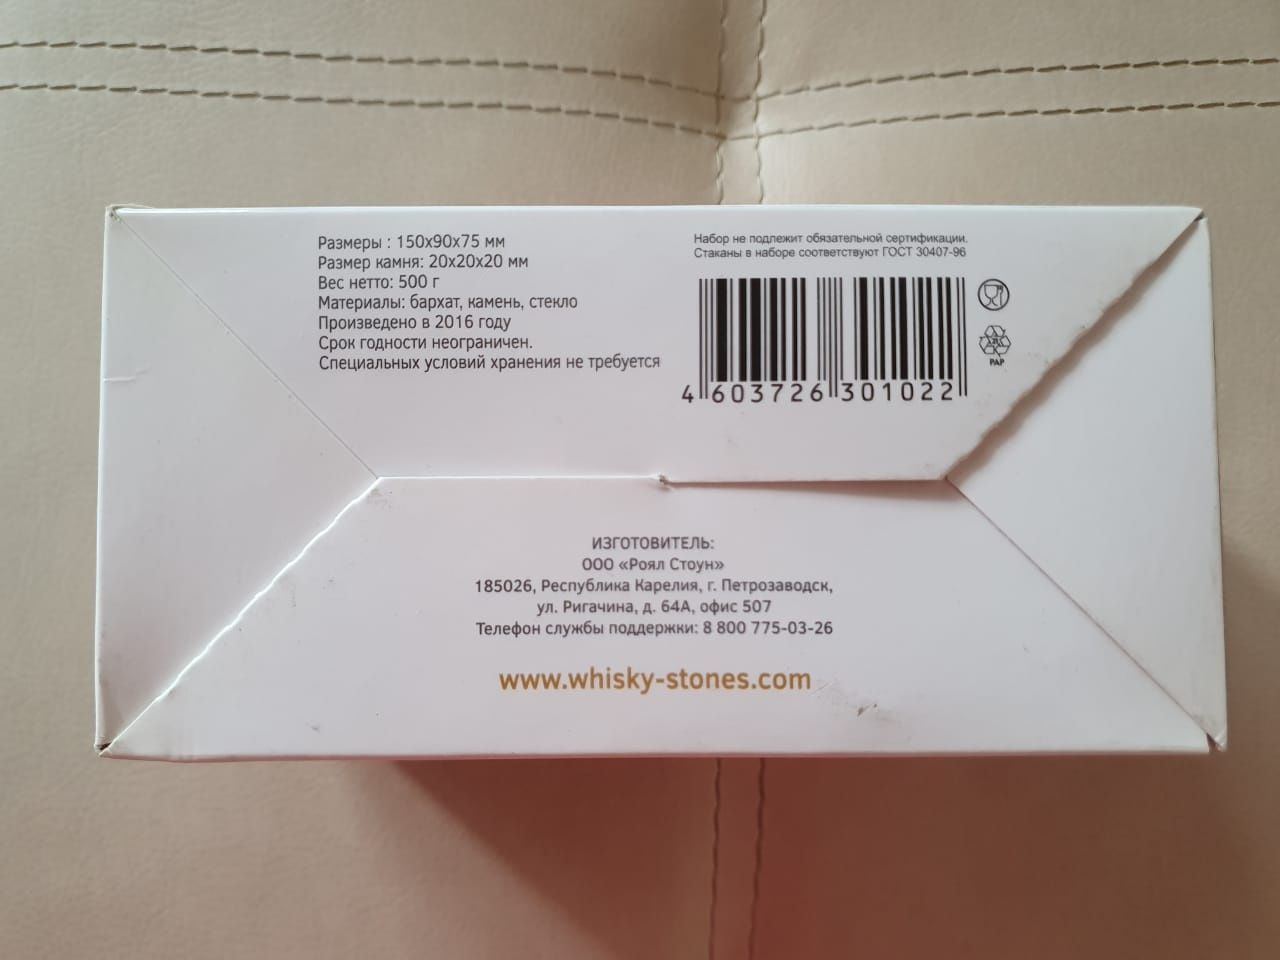 Размеры : 150х90х75 мм
Размер камня: 20х20х20 мм
Вес нетто: 500 г
Материалы: бархат, камень, стекло
Произведено в 2016 году
Срок годности неограничен.
Специальных условий хранения не требуется
Набор не подлежит обязательной сертификации.
Стаканы в наборе соответствуют ГОСТ 30407-96
4 603726 301022
PAP
ИЗГОТОВИТЕЛЬ:
ООО «Роял Стоун»
185026, Республика Карелия, г. Петрозаводск,
ул. Ригачина, д. 64А, офис 507
Телефон службы поддержки: 8 800 775-03-26
www.whisky-stones.com